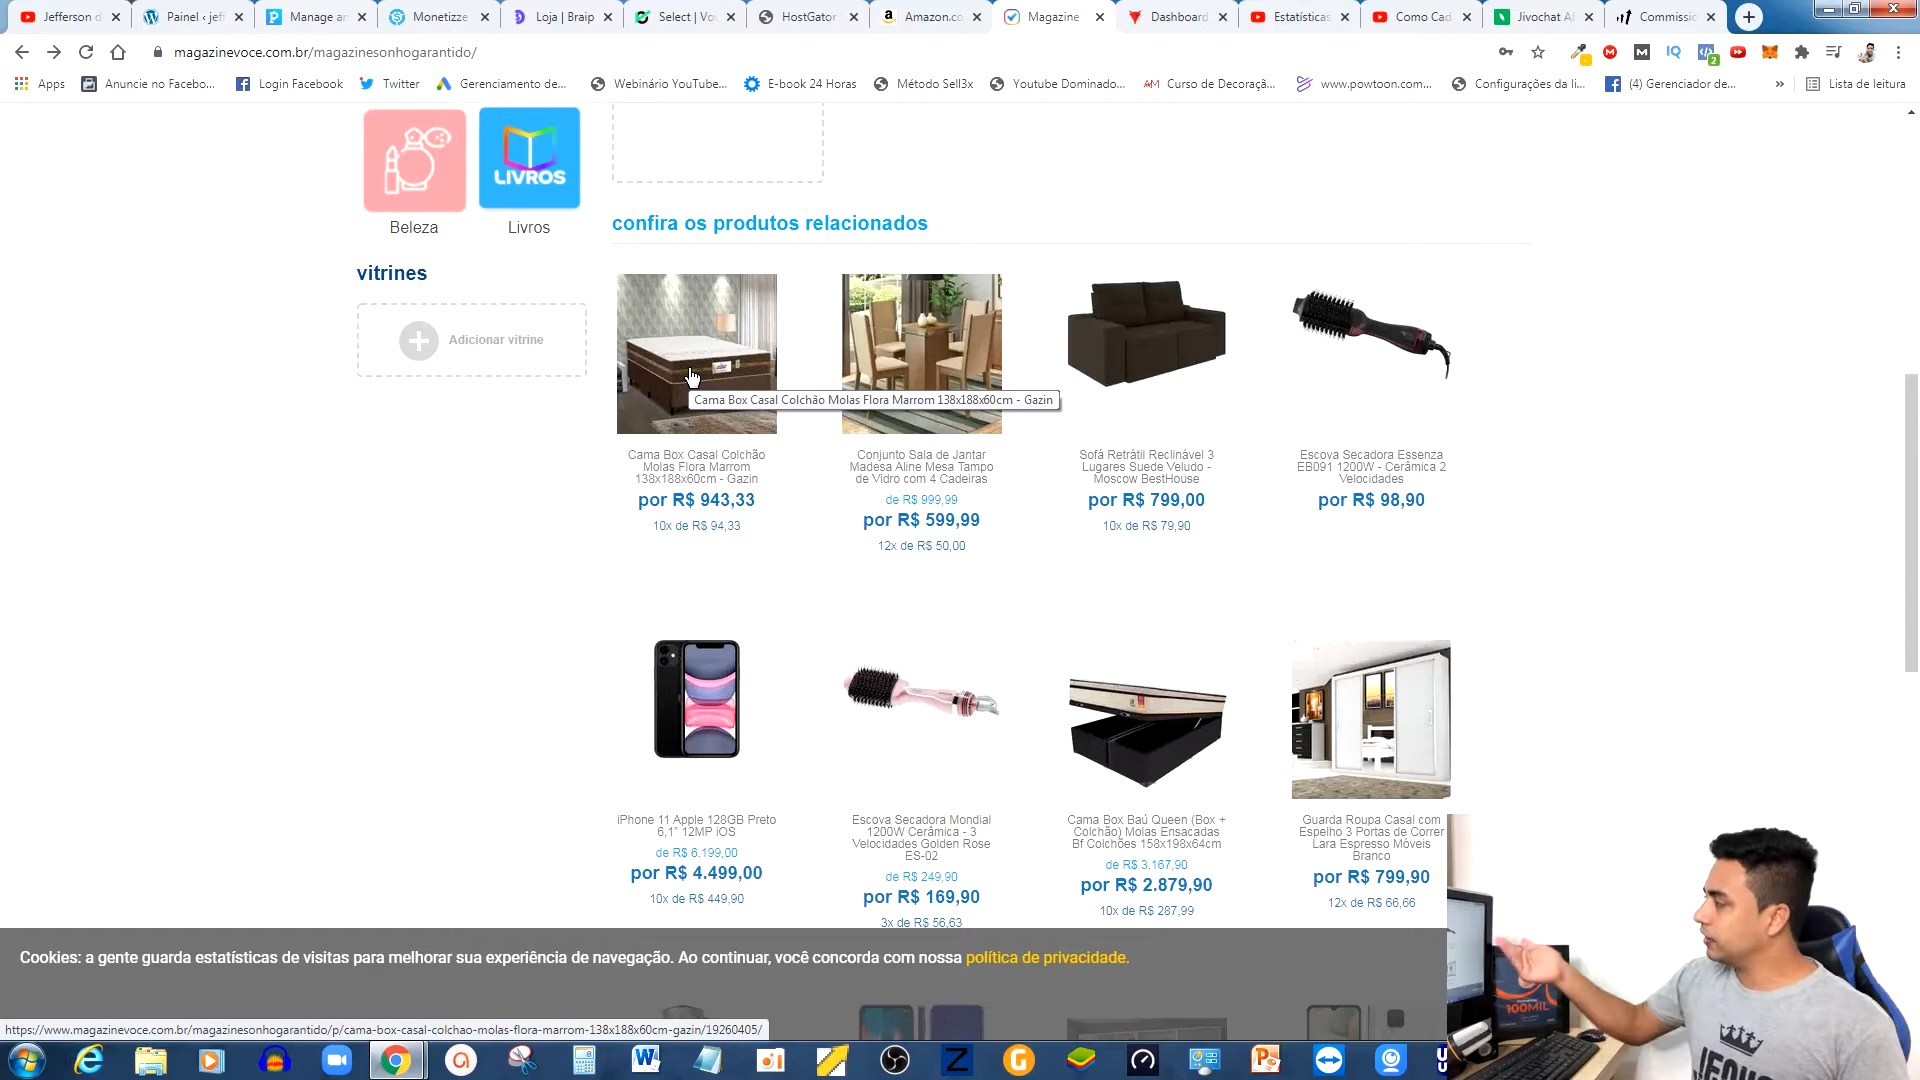 Jefferson d
Painel ‹ jeff
Manage an
Monetizze
Loja | Braip
Select | Vo
HostGator
Amazon.co
Magazine
Dashboard
Estatísticas
Como Cad
Jivochat Af
Commissio
magazinevoce.com.br/magazinesonhogarantido/
IQ
2
Apps
Anuncie no Facebo...
Login Facebook
Twitter
Gerenciamento de...
Webinário YouTube...
E-book 24 Horas
Método Sell3x
Youtube Dominado...
AM Curso de Decoraçã...
www.powtoon.com...
Configurações da li...
(4) Gerenciador de...
»
Lista de leitura
LIVROS
Beleza
Livros
confira os produtos relacionados
vitrines
Adicionar vitrine
Cama Box Casal Colchão Molas Flora Marrom 138x188x60cm - Gazin
Cama Box Casal Colchão
Molas Flora Marrom
138x188x60cm - Gazin
por R$ 943,33
10x de R$ 94,33
Conjunto Sala de Jantar
Madesa Aline Mesa Tampo
de Vidro com 4 Cadeiras
de R$ 999,99
por R$ 599,99
12x de R$ 50,00
Sofá Retrátil Reclinável 3
Lugares Suede Veludo -
Moscow BestHouse
por R$ 799,00
10x de R$ 79,90
Escova Secadora Essenza
EB091 1200W - Cerâmica 2
Velocidades
por R$ 98,90
iPhone 11 Apple 128GB Preto
6,1" 12MP iOS
de R$ 6.199,00
por R$ 4.499,00
10x de R$ 449,90
Escova Secadora Mondial
1200W Cerâmica - 3
Velocidades Golden Rose
ES-02
de R$ 249,90
por R$ 169,90
3x de R$ 56,63
Cama Box Baú Queen (Box +
Colchão) Molas Ensacadas
Bf Colchões 158x198x64cm
de R$ 3.167,90
por R$ 2.879,90
10x de R$ 287,99
Guarda Roupa Casal com
Espelho 3 Portas de Correr
Lara Espresso Móveis
Branco
por R$ 799,90
12x de R$ 66,66
Cookies: a gente guarda estatísticas de visitas para melhorar sua experiência de navegação. Ao continuar, você concorda com nossa política de privacidade.
https://www.magazinevoce.com.br/magazinesonhogarantido/p/cama-box-casal-colchao-molas-flora-marrom-138x188x60cm-gazin/19260405/
100MIL
JESUS